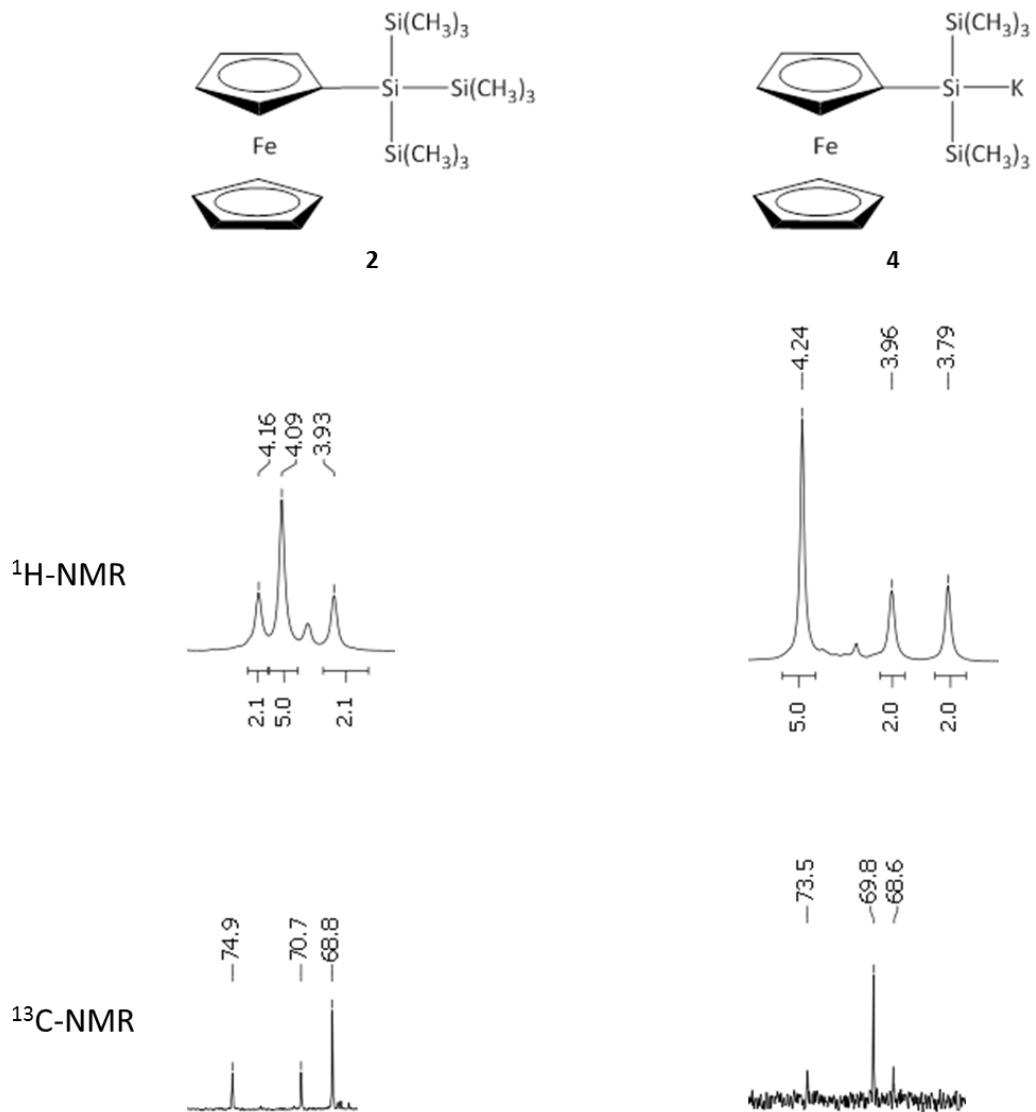 Si(CH₃)₃
Si
Si(CH₃)₃
Fe
Si(CH₃)₃
2
Si(CH₃)₃
Si
K
Fe
Si(CH₃)₃
4
¹H-NMR
4.16
4.09
3.93
2.1
5.0
2.1
4.24
3.96
3.79
5.0
2.0
2.0
¹³C-NMR
74.9
70.7
68.8
73.5
69.8
68.6